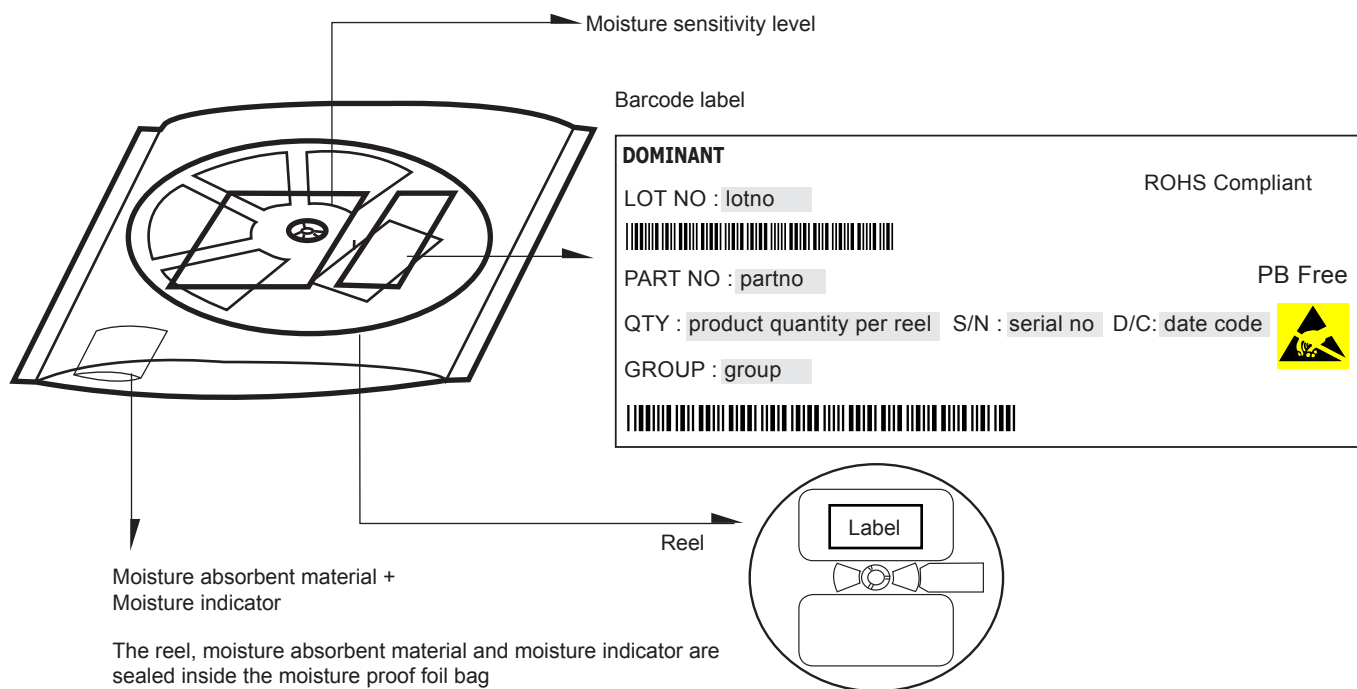 Moisture sensitivity level
Barcode label
DOMINANT
ROHS Compliant
LOT NO : lotno
PART NO : partno
PB Free
QTY : product quantity per reel S/N : serial no D/C: date code
GROUP : group
Label
Reel
Moisture absorbent material +
Moisture indicator
The reel, moisture absorbent material and moisture indicator are
sealed inside the moisture proof foil bag